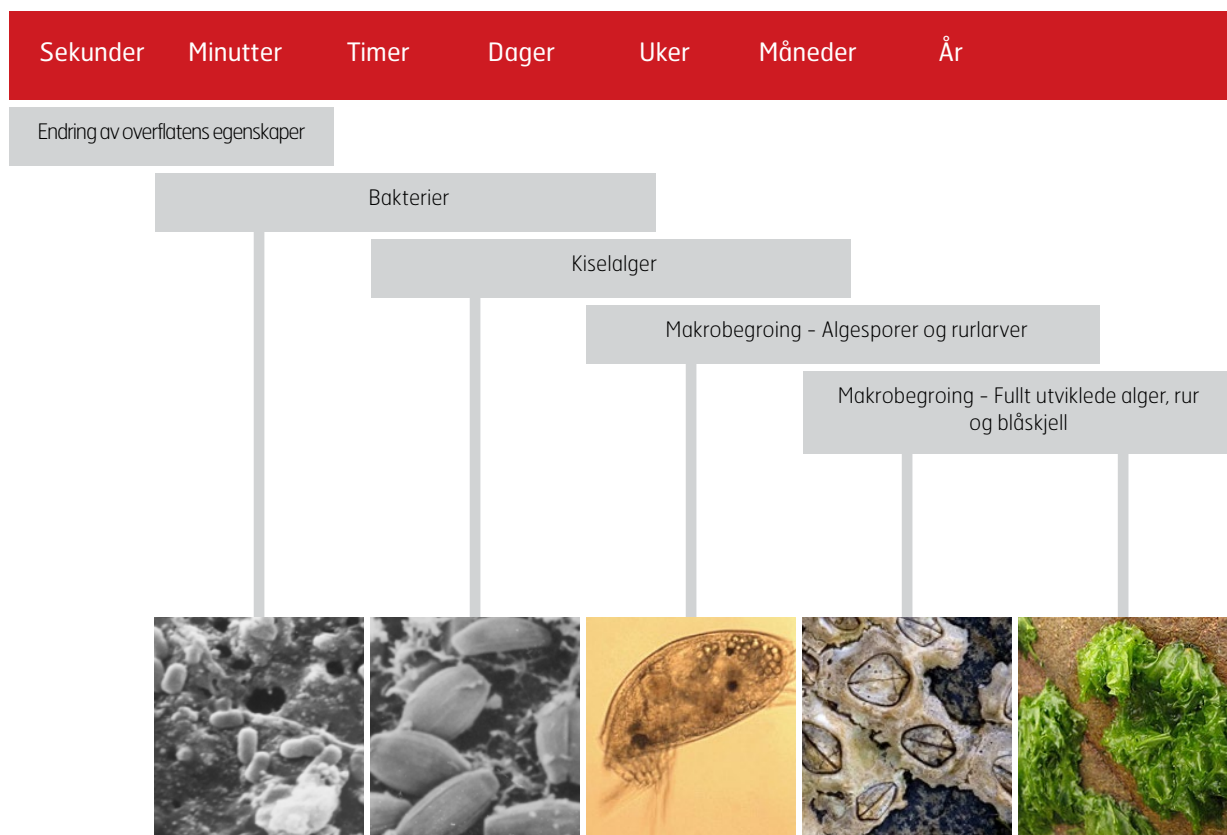 Sekunder Minutter Timer Dager Uker Måneder År
Endring av overflatens egenskaper
Bakterier
Kiselalger
Makrobegroing - Algesporer og rurlarver
Makrobegroing - Fullt utviklede alger, rur
og blåskjell